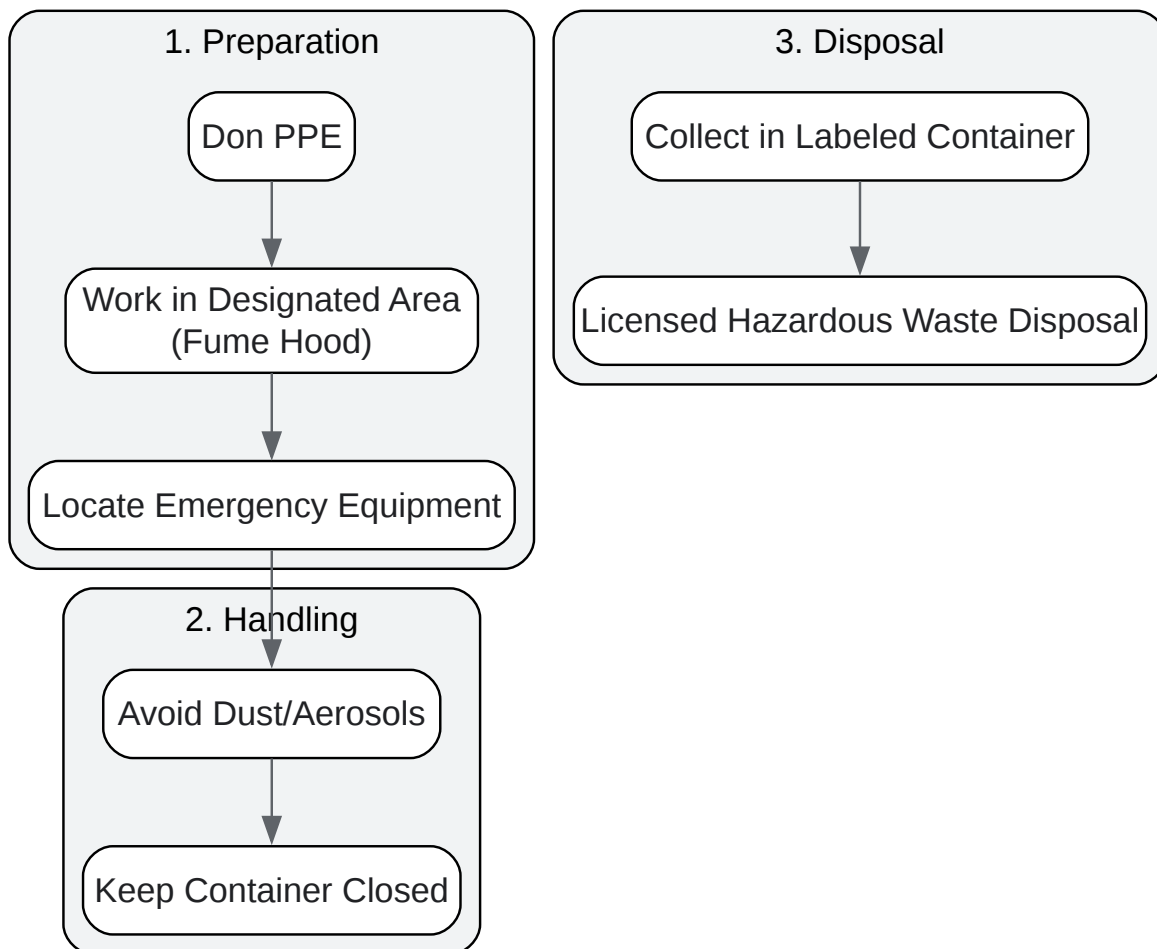 1. Preparation
Don PPE
Work in Designated Area
(Fume Hood)
Locate Emergency Equipment
2. Handling
Avoid Dust/Aerosols
Keep Container Closed
3. Disposal
Collect in Labeled Container
Licensed Hazardous Waste Disposal